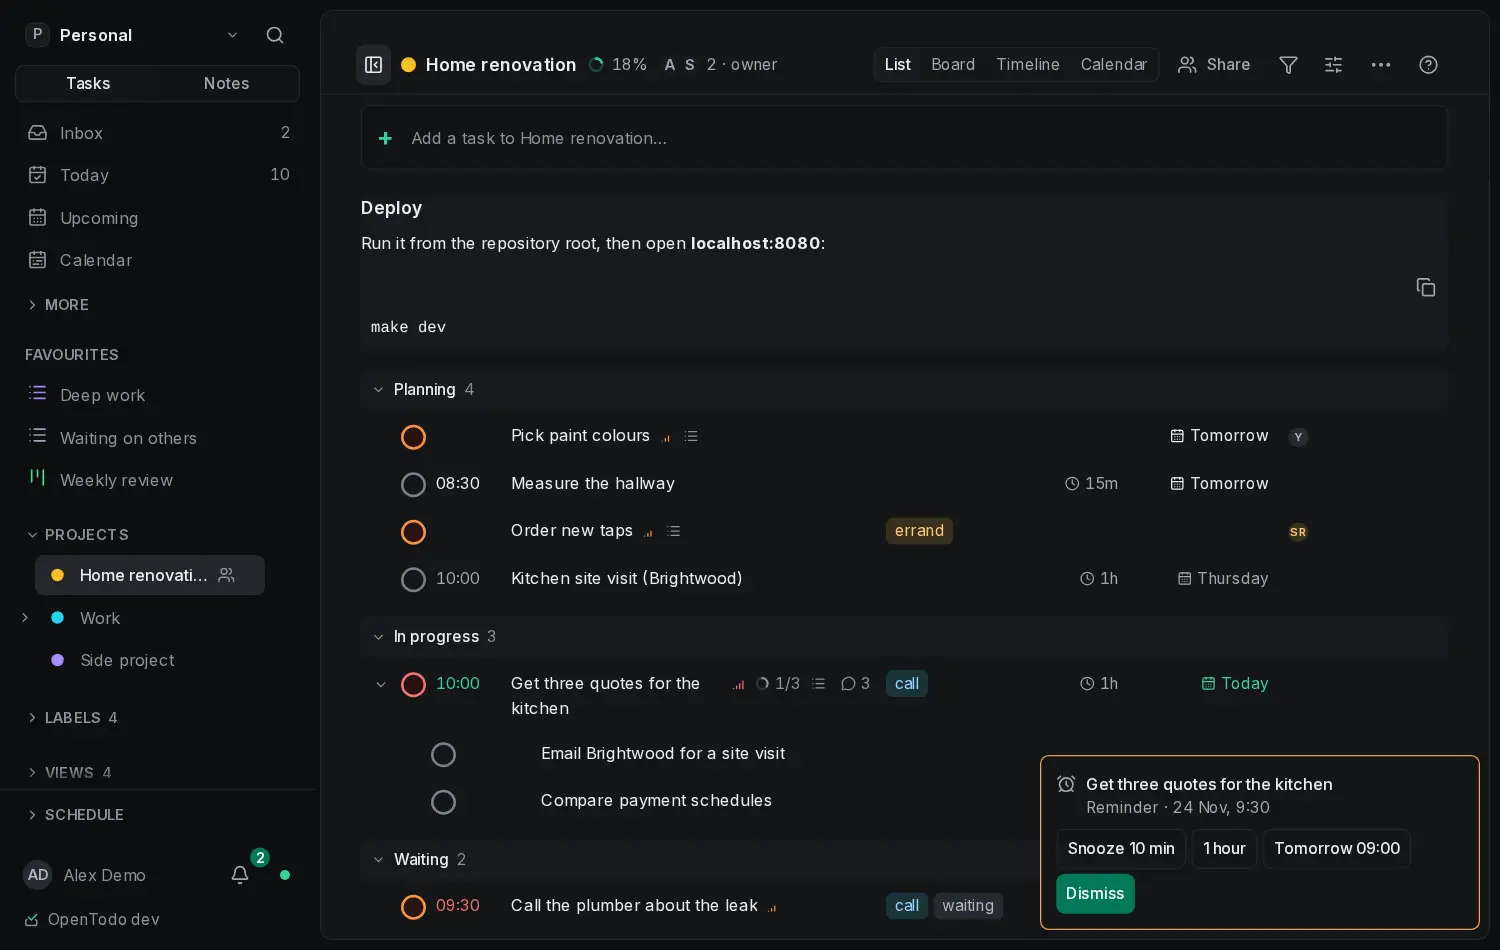 P Personal
Tasks Notes
Inbox 2
Today 10
Upcoming
Calendar
MORE
FAVOURITES
Deep work
Waiting on others
Weekly review
PROJECTS
Home renovati...
Work
Side project
LABELS 4
VIEWS 4
SCHEDULE
AD Alex Demo 2
OpenTodo dev
Home renovation 18% A S 2 · owner List Board Timeline Calendar Share
Add a task to Home renovation...
Deploy
Run it from the repository root, then open localhost:8080:
make dev
Planning 4
Pick paint colours Tomorrow Y
08:30 Measure the hallway 15m Tomorrow
Order new taps errand SR
10:00 Kitchen site visit (Brightwood) 1h Thursday
In progress 3
10:00 Get three quotes for the kitchen 1/3 3 call 1h Today
Email Brightwood for a site visit
Compare payment schedules
Waiting 2
09:30 Call the plumber about the leak call waiting
Get three quotes for the kitchen
Reminder · 24 Nov, 9:30
Snooze 10 min 1 hour Tomorrow 09:00
Dismiss